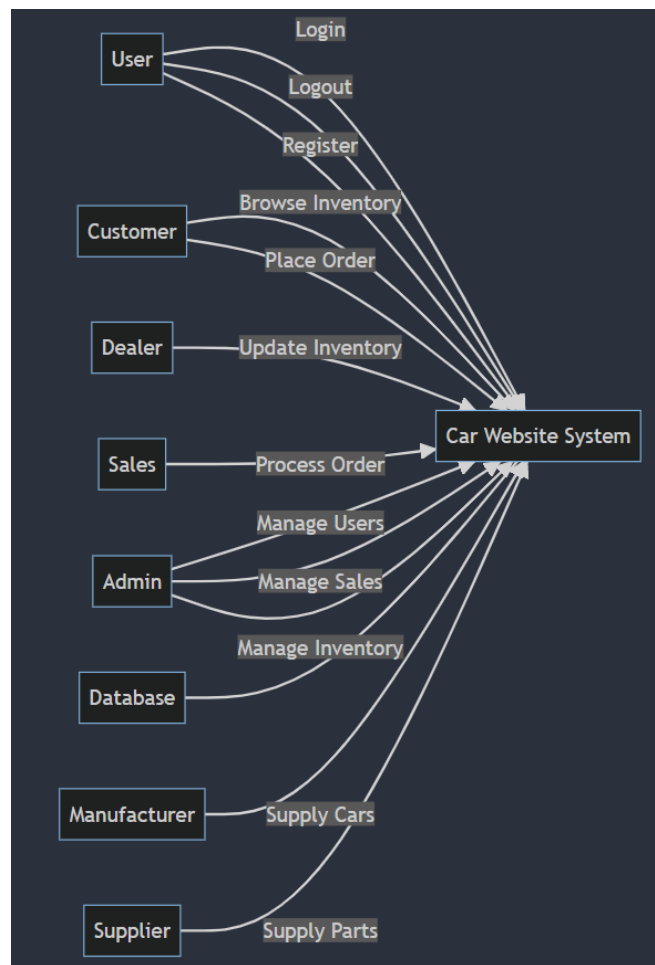 Login
User
Logout
Register
Browse Inventory
Customer
Place Order
Dealer
Update Inventory
Car Website System
Sales
Process Order
Manage Users
Admin
Manage Sales
Manage Inventory
Database
Manufacturer
Supply Cars
Supplier
Supply Parts